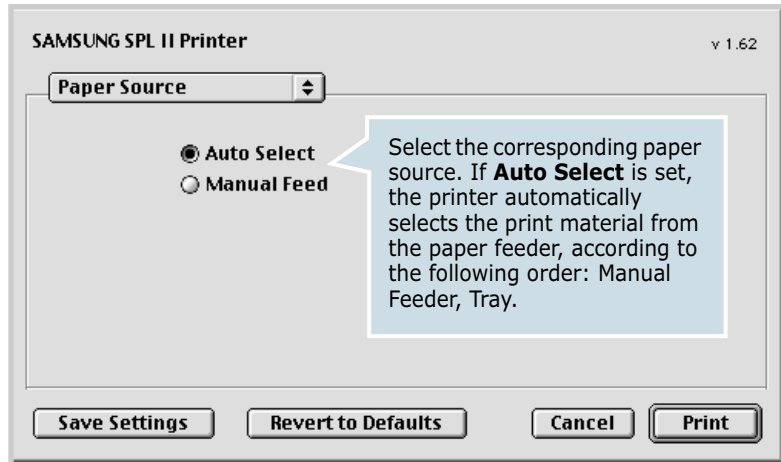 SAMSUNG SPL II Printer
v 1.62
Paper Source
Auto Select
Manual Feed
Select the corresponding paper
source. If Auto Select is set,
the printer automatically
selects the print material from
the paper feeder, according to
the following order: Manual
Feeder, Tray.
Save Settings
Revert to Defaults
Cancel
Print